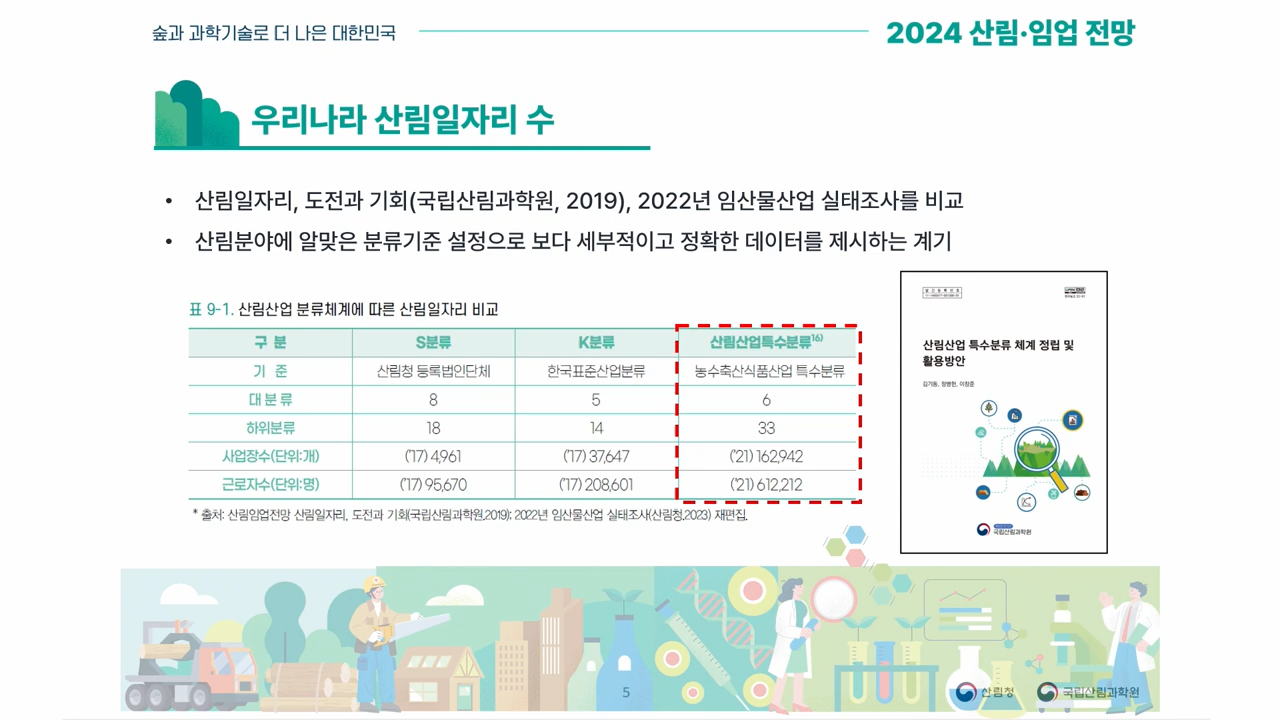 숲과 과학기술로 더 나은 대한민국
2024 산림·임업 전망
우리나라 산림일자리 수
• 산림일자리, 도전과 기회(국립산림과학원, 2019), 2022년 임산물산업 실태조사를 비교
• 산림분야에 알맞은 분류기준 설정으로 보다 세부적이고 정확한 데이터를 제시하는 계기
표 9-1. 산림산업 분류체계에 따른 산림일자리 비교
구 분 S분류 K분류 산림산업특수분류16)
기 준 산림청 등록법인단체 한국표준산업분류 농수축산식품산업 특수분류
대 분 류 8 5 6
하위분류 18 14 33
사업장수(단위:개) ('17) 4,961 ('17) 37,647 ('21) 162,942
근로자수(단위:명) ('17) 95,670 ('17) 208,601 ('21) 612,212
* 출처: 산림임업전망 산림일자리, 도전과 기회(국립산림과학원,2019); 2022년 임산물산업 실태조사(산림청,2023) 재편집.
산림산업 특수분류 체계 정립 및
활용방안
김기동, 정병헌, 이창준
국립산림과학원
5
산림청
국립산림과학원